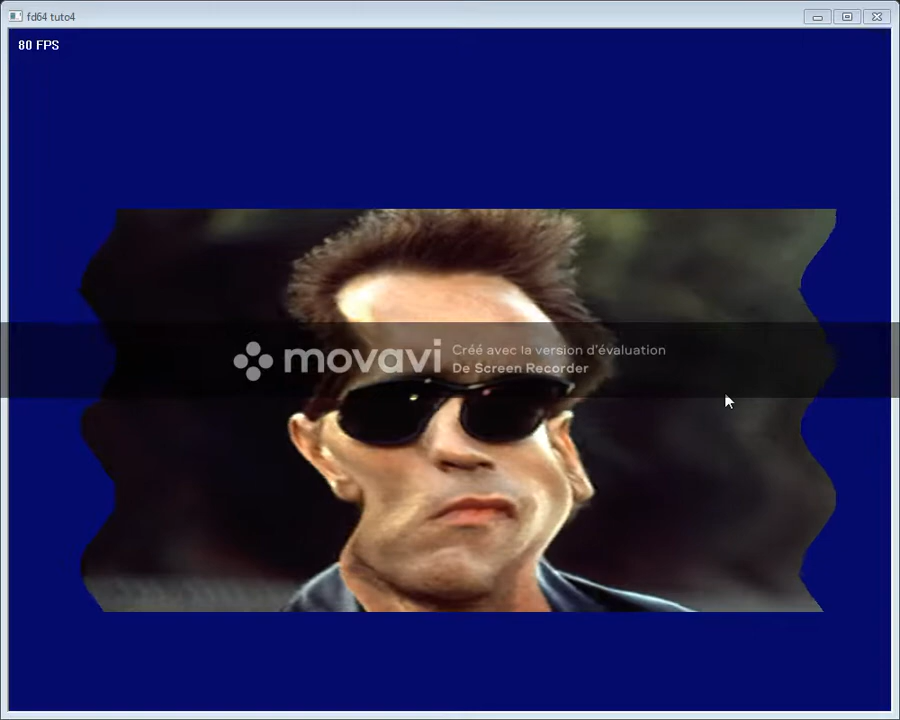 fd64 tuto4
80 FPS
movavi
Créé avec la version d'évaluation
De Screen Recorder